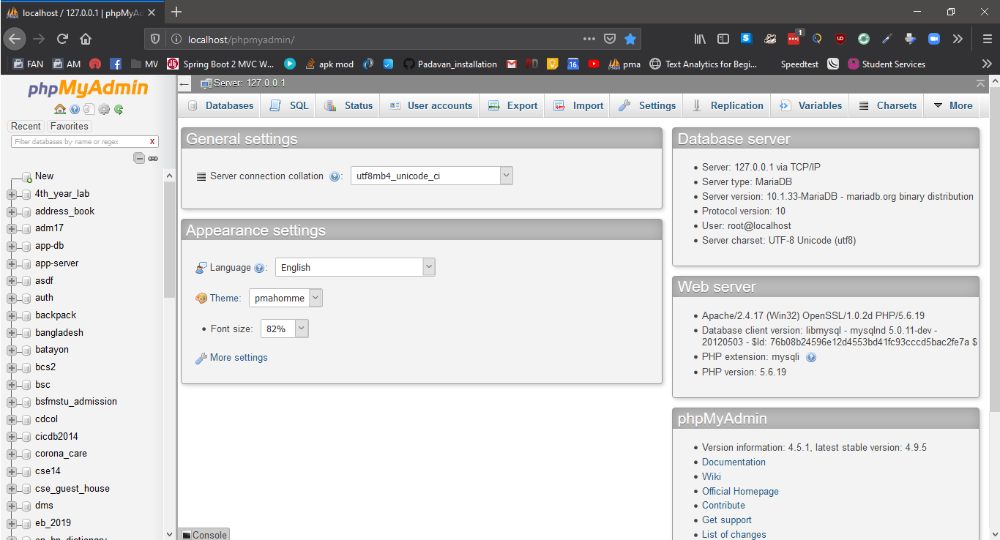 localhost / 127.0.0.1 | phpMyAd
localhost/phpmyadmin/
1
FAN
AM
MV
Spring Boot 2 MVC W...
apk mod
Padavan_installation
16
pma
Text Analytics for Begi...
Speedtest
Student Services
phpMyAdmin
Recent
Favorites
Filter databases by name or regex
X
New
4th_year_lab
address_book
adm17
app-db
app-server
asdf
auth
backpack
bangladesh
batayon
bcs2
bsc
bsfmstu_admission
cdcol
cicdb2014
corona_care
cse14
cse_guest_house
dms
eb_2019
en_bn_dictionary
Server: 127.0.0.1
Databases
SQL
Status
User accounts
Export
Import
Settings
Replication
Variables
Charsets
More
General settings
Server connection collation
:
utf8mb4_unicode_ci
Appearance settings
Language
:
English
Theme:
pmahomme
Font size:
82%
More settings
Console
Database server
Server: 127.0.0.1 via TCP/IP
Server type: MariaDB
Server version: 10.1.33-MariaDB - mariadb.org binary distribution
Protocol version: 10
User: root@localhost
Server charset: UTF-8 Unicode (utf8)
Web server
Apache/2.4.17 (Win32) OpenSSL/1.0.2d PHP/5.6.19
Database client version: libmysql - mysqlnd 5.0.11-dev -
20120503 - $Id: 76b08b24596e12d4553bd41fc93cccd5bac2fe7a $
PHP extension: mysqli
PHP version: 5.6.19
phpMyAdmin
Version information: 4.5.1, latest stable version: 4.9.5
Documentation
Wiki
Official Homepage
Contribute
Get support
List of changes